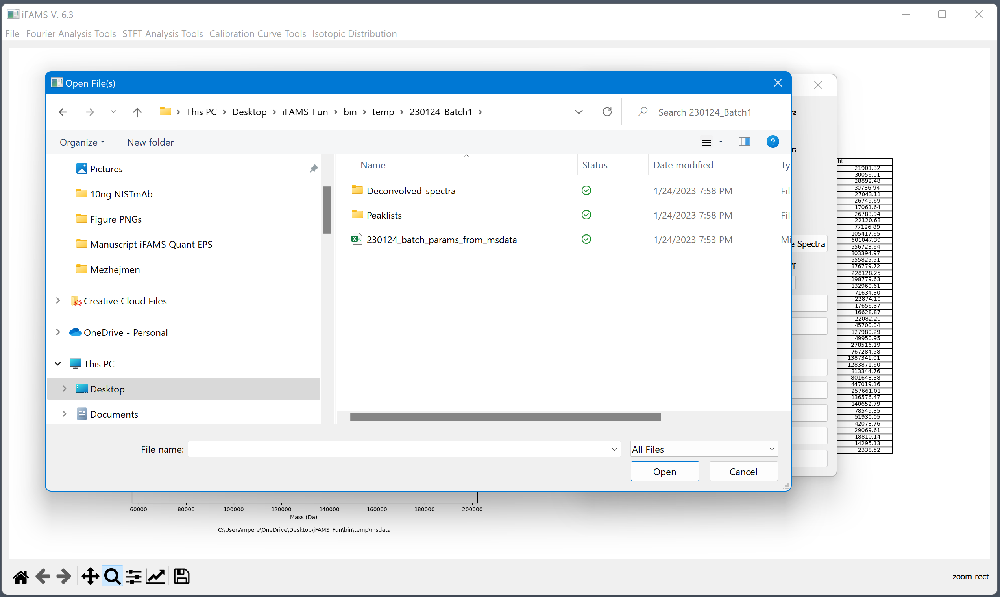 iFAMS V. 6.3
File Fourier Analysis Tools STFT Analysis Tools Calibration Curve Tools Isotopic Distribution
Open File(s)
This PC Desktop iFAMS_Fun bin temp 230124_Batch1
Search 230124_Batch1
Organize New folder
Pictures
10ng NISTmAb
Figure PNGs
Manuscript iFAMS Quant EPS
Mezhejmen
Creative Cloud Files
OneDrive - Personal
This PC
Desktop
Documents
Name Status Date modified Ty
Deconvolved_spectra 1/24/2023 7:58 PM Fil
Peaklists 1/24/2023 7:58 PM Fil
230124_batch_params_from_msdata 1/24/2023 7:53 PM Mi
File name:
All Files
Open Cancel
e Spectra
ht
21901.32
30056.01
28892.48
30786.94
27043.11
26749.69
17061.64
26783.94
22120.63
77126.89
105417.65
601047.39
556723.64
303394.97
555825.51
376779.72
228128.25
198779.63
132960.61
71634.30
22874.10
17656.37
16628.87
22082.20
45700.04
127980.29
49950.95
278516.19
767284.58
1387341.01
1283871.60
313344.76
801648.38
447019.16
257661.01
136576.47
140652.79
78549.35
51930.05
42078.76
29069.61
18810.14
14295.13
2338.52
60000 80000 100000 120000 140000 160000 180000 200000
Mass (Da)
C:\Users\mpere\OneDrive\Desktop\iFAMS_Fun\bin\temp\msdata
zoom rect